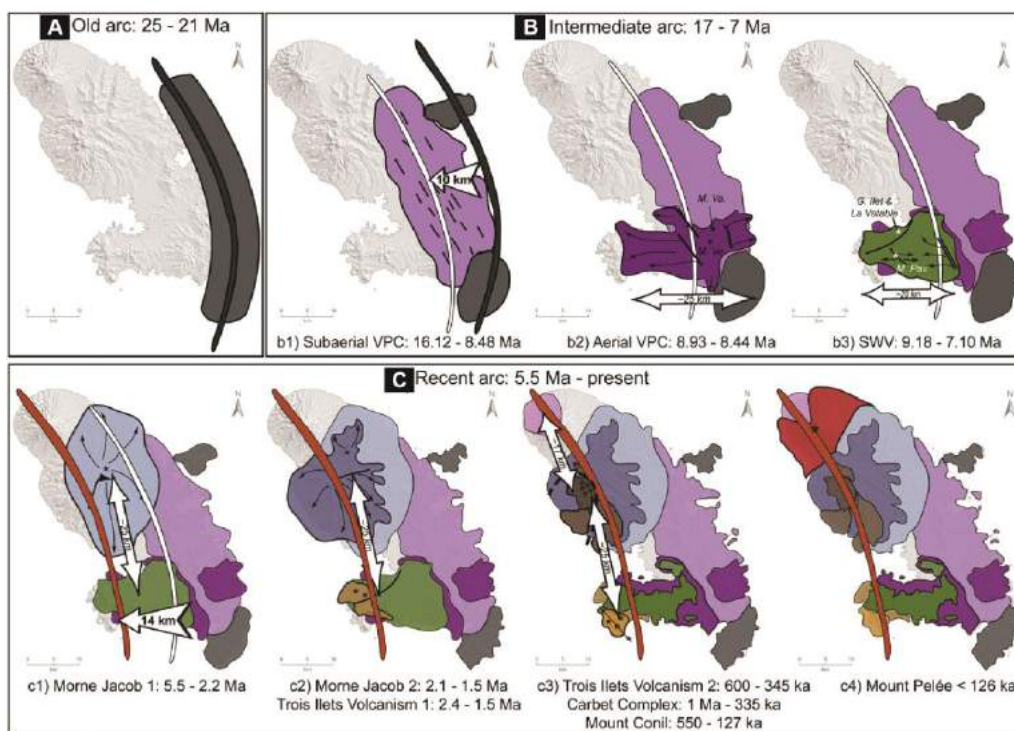 A Old arc: 25 - 21 Ma
N
B Intermediate arc: 17 - 7 Ma
N
N
N
10 km
M. Va.
~25 km
G. Ilet &
La Vatable
M. Pav.
~20 km
b1) Subaerial VPC: 16.12 - 8.48 Ma
b2) Aerial VPC: 8.93 - 8.44 Ma
b3) SWV: 9.18 - 7.10 Ma
C Recent arc: 5.5 Ma - present
N
N
N
N
14 km
c1) Morne Jacob 1: 5.5 - 2.2 Ma
c2) Morne Jacob 2: 2.1 - 1.5 Ma
Trois Ilets Volcanism 1: 2.4 - 1.5 Ma
c3) Trois Ilets Volcanism 2: 600 - 345 ka
Carbet Complex: 1 Ma - 335 ka
Mount Conil: 550 - 127 ka
c4) Mount Pelée < 126 ka